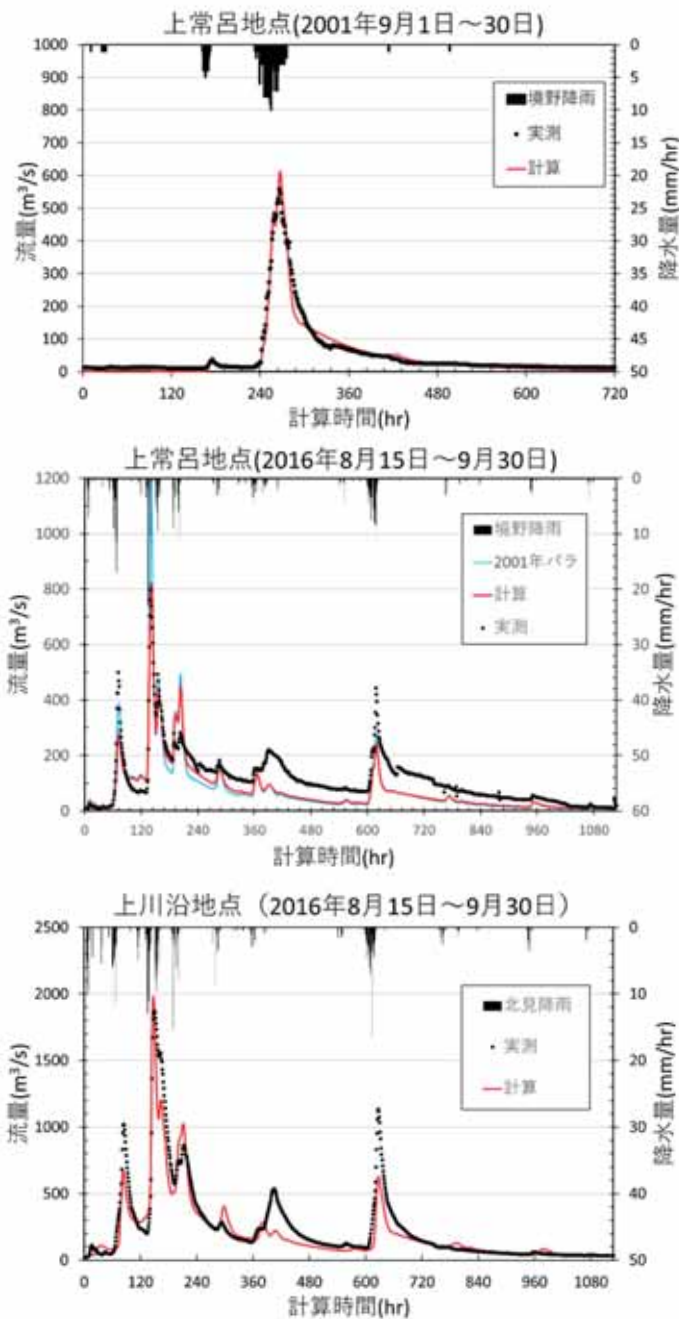 上常呂地点(2001年9月1日～30日)
1000
900
800
700
600
500
400
300
200
100
0
流量(m³/s)
0
5
10
15
20
25
30
35
40
45
50
降水量(mm/hr)
境野降雨
実測
計算
0 120 240 360 480 600 720
計算時間(hr)
上常呂地点(2016年8月15日～9月30日)
1200
1000
800
600
400
200
0
流量(m³/s)
0
10
20
30
40
50
60
降水量(mm/hr)
境野降雨
2001年パラ
計算
実測
0 120 240 360 480 600 720 840 960 1080
計算時間(hr)
上川沿地点（2016年8月15日～9月30日）
2500
2000
1500
1000
500
0
流量(m³/s)
0
10
20
30
40
50
降水量(mm/hr)
北見降雨
実測
計算
0 120 240 360 480 600 720 840 960 1080
計算時間(hr)